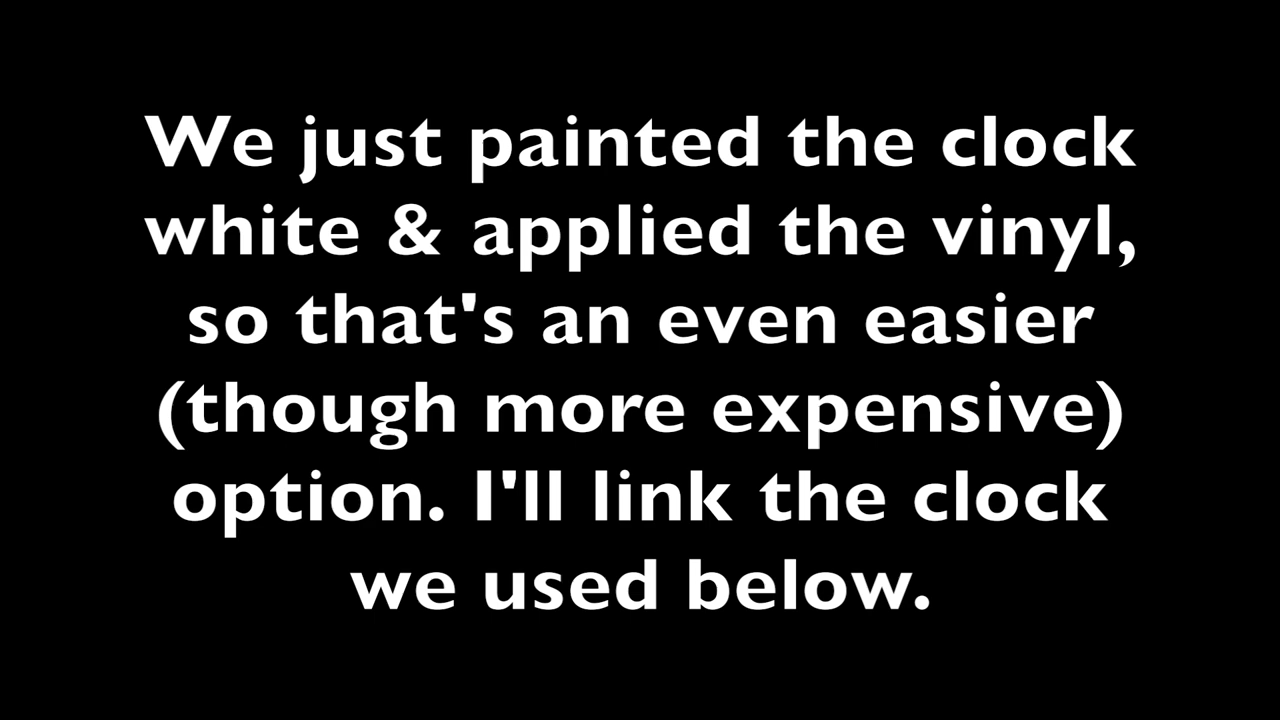 We just painted the clock
white & applied the vinyl,
so that's an even easier
(though more expensive)
option. I'll link the clock
we used below.